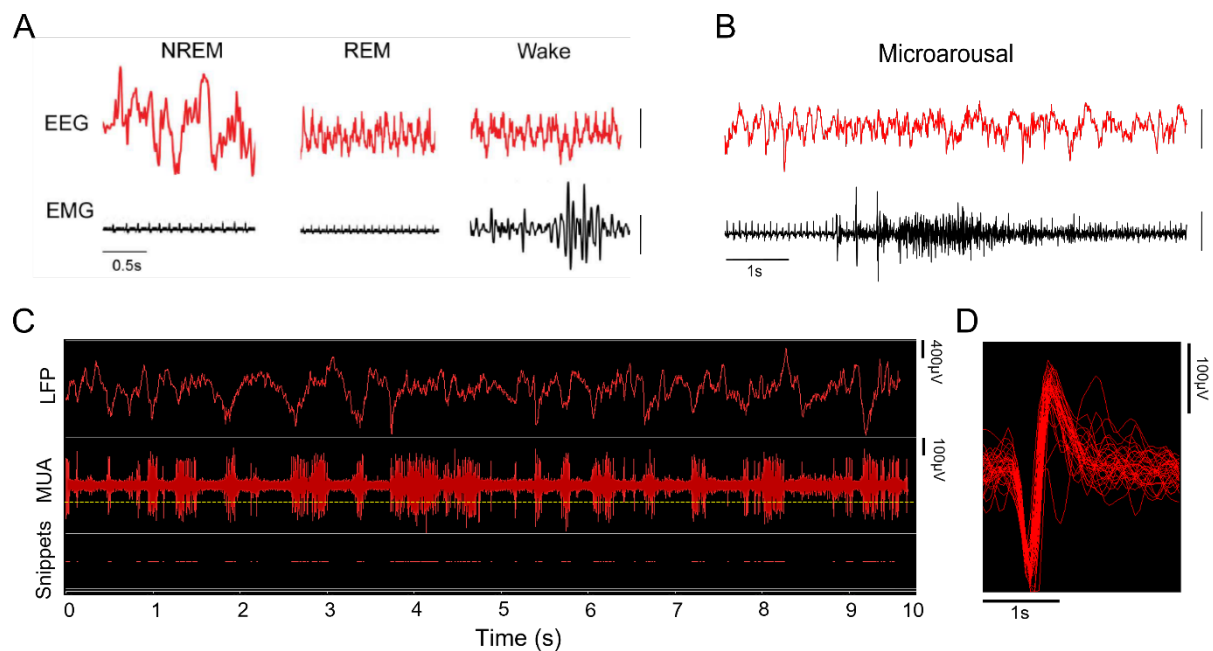 A
NREM
REM
Wake
EEG
EMG
0.5s
B
Microarousal
1s
C
LFP
400µV
MUA
100µV
Snippets
0 1 2 3 4 5 6 7 8 9 10
Time (s)
D
100µV
1s